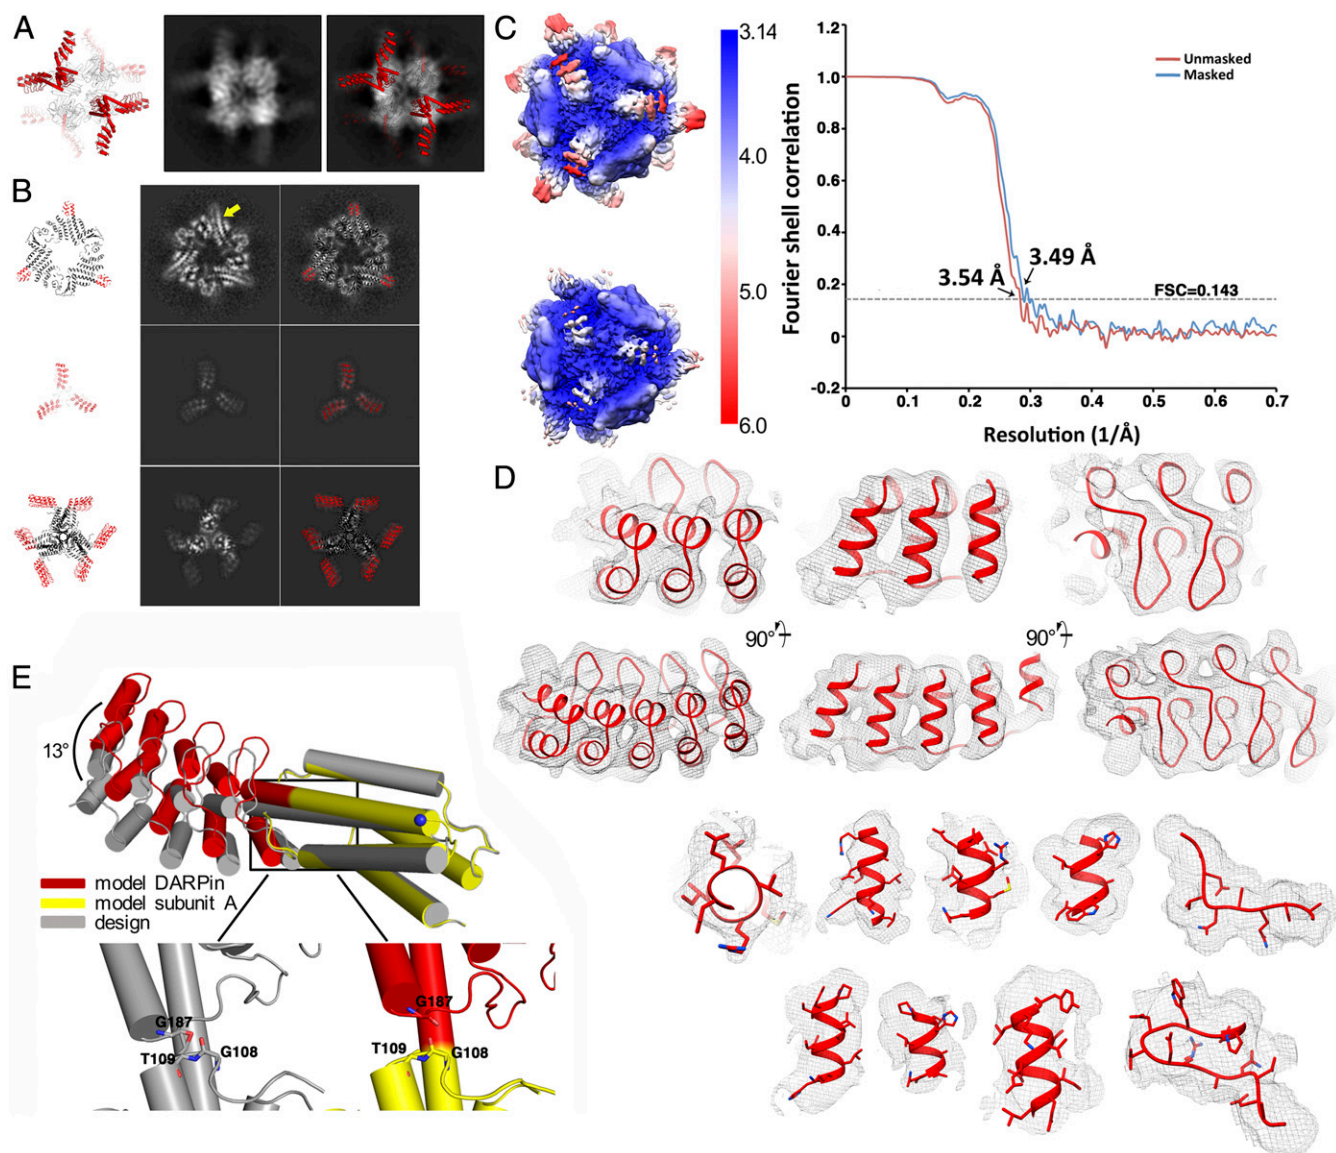 A
B
C
3.14
4.0
5.0
6.0
Fourier shell correlation
1.2
1.0
1.2
0.8
0.6
0.4
0.2
0
-0.2
Unmasked
Masked
3.54 Å
3.49 Å
FSC=0.143
0
0.1
0.2
0.3
0.4
0.5
0.6
0.7
Resolution (1/Å)
D
90°
90°
E
13°
model DARPin
model subunit A
design
G187
T109
G108
G187
T109
G108